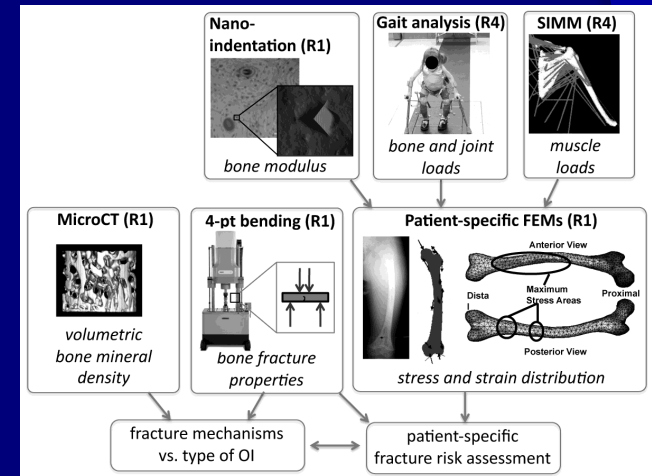 Nano-
indentation (R1)
bone modulus
Gait analysis (R4)
bone and joint
loads
SIMM (R4)
muscle
loads
MicroCT (R1)
volumetric
bone mineral
density
4-pt bending (R1)
bone fracture
properties
Patient-specific FEMs (R1)
Anterior View
Maximum
Stress Areas
Dista
Proximal
Posterior View
stress and strain distribution
fracture mechanisms
vs. type of OI
patient-specific
fracture risk assessment